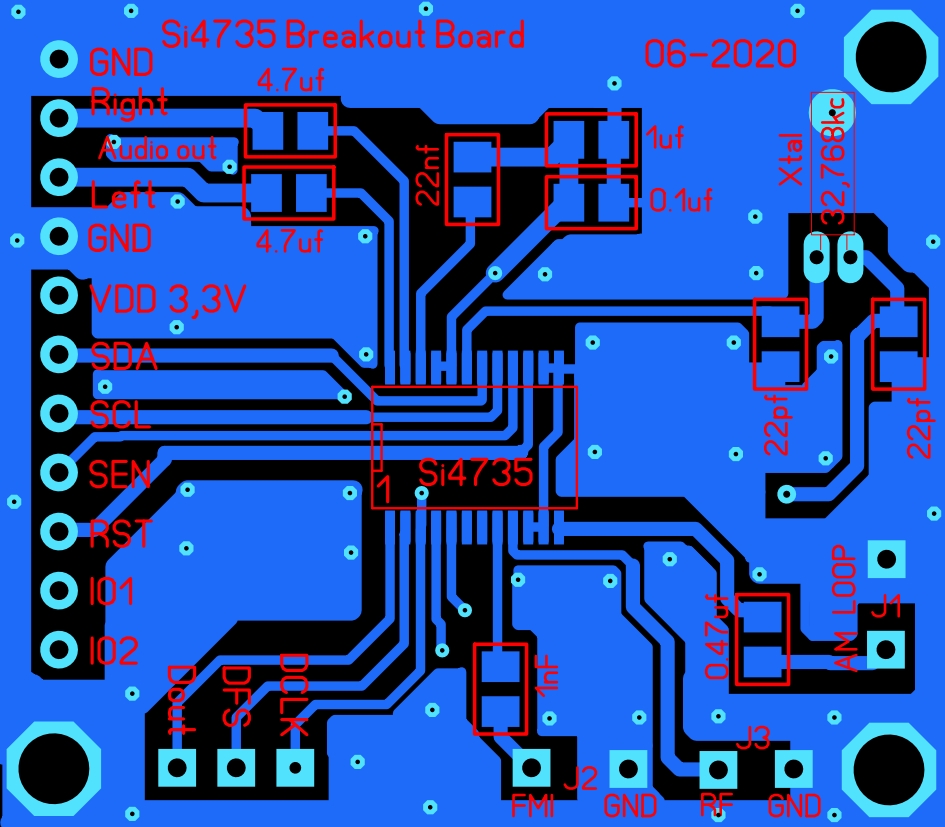 Si4735 Breakout Board
06-2020
GND
4.7uf
Right
Audio out
Left
4.7uf
GND
22nf
1uf
0.1uf
Xtal
32,768kc
VDD 3,3V
SDA
SCL
SEN
RST
IO1
IO2
22pf
22pf
Si4735
1
Dout
DFS
DCLK
1nF
0.47uf
AM LOOP
J1
J2
J3
FMI
GND
RF
GND